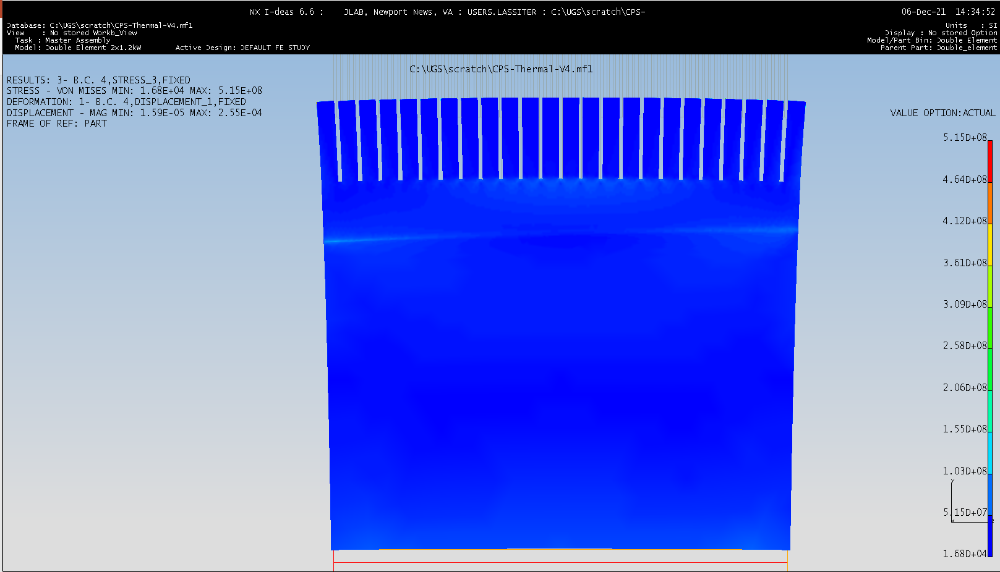 NX I-deas 6.6 :    JLAB, Newport News, VA : USERS.LASSITER : C:\UGS\scratch\CPS-
06-Dec-21  14:34:52
Database: C:\UGS\scratch\CPS-Thermal-V4.mf1
View    : No stored Workb_View
Task : Master Assembly
Model: Double Element 2x1.2kW       Active Design: DEFAULT FE STUDY
Units   : SI
Display : No stored Option
Model/Part Bin: Double Element
Parent Part: Double_element
C:\UGS\scratch\CPS-Thermal-V4.mf1
RESULTS: 3- B.C. 4,STRESS_3,FIXED
STRESS - VON MISES MIN: 1.68E+04 MAX: 5.15E+08
DEFORMATION: 1- B.C. 4,DISPLACEMENT_1,FIXED
DISPLACEMENT - MAG MIN: 1.59E-05 MAX: 2.55E-04
FRAME OF REF: PART
VALUE OPTION:ACTUAL
5.15D+08
4.64D+08
4.12D+08
3.61D+08
3.09D+08
2.58D+08
2.06D+08
1.55D+08
1.03D+08
Y
5.15D+07
1.68D+04